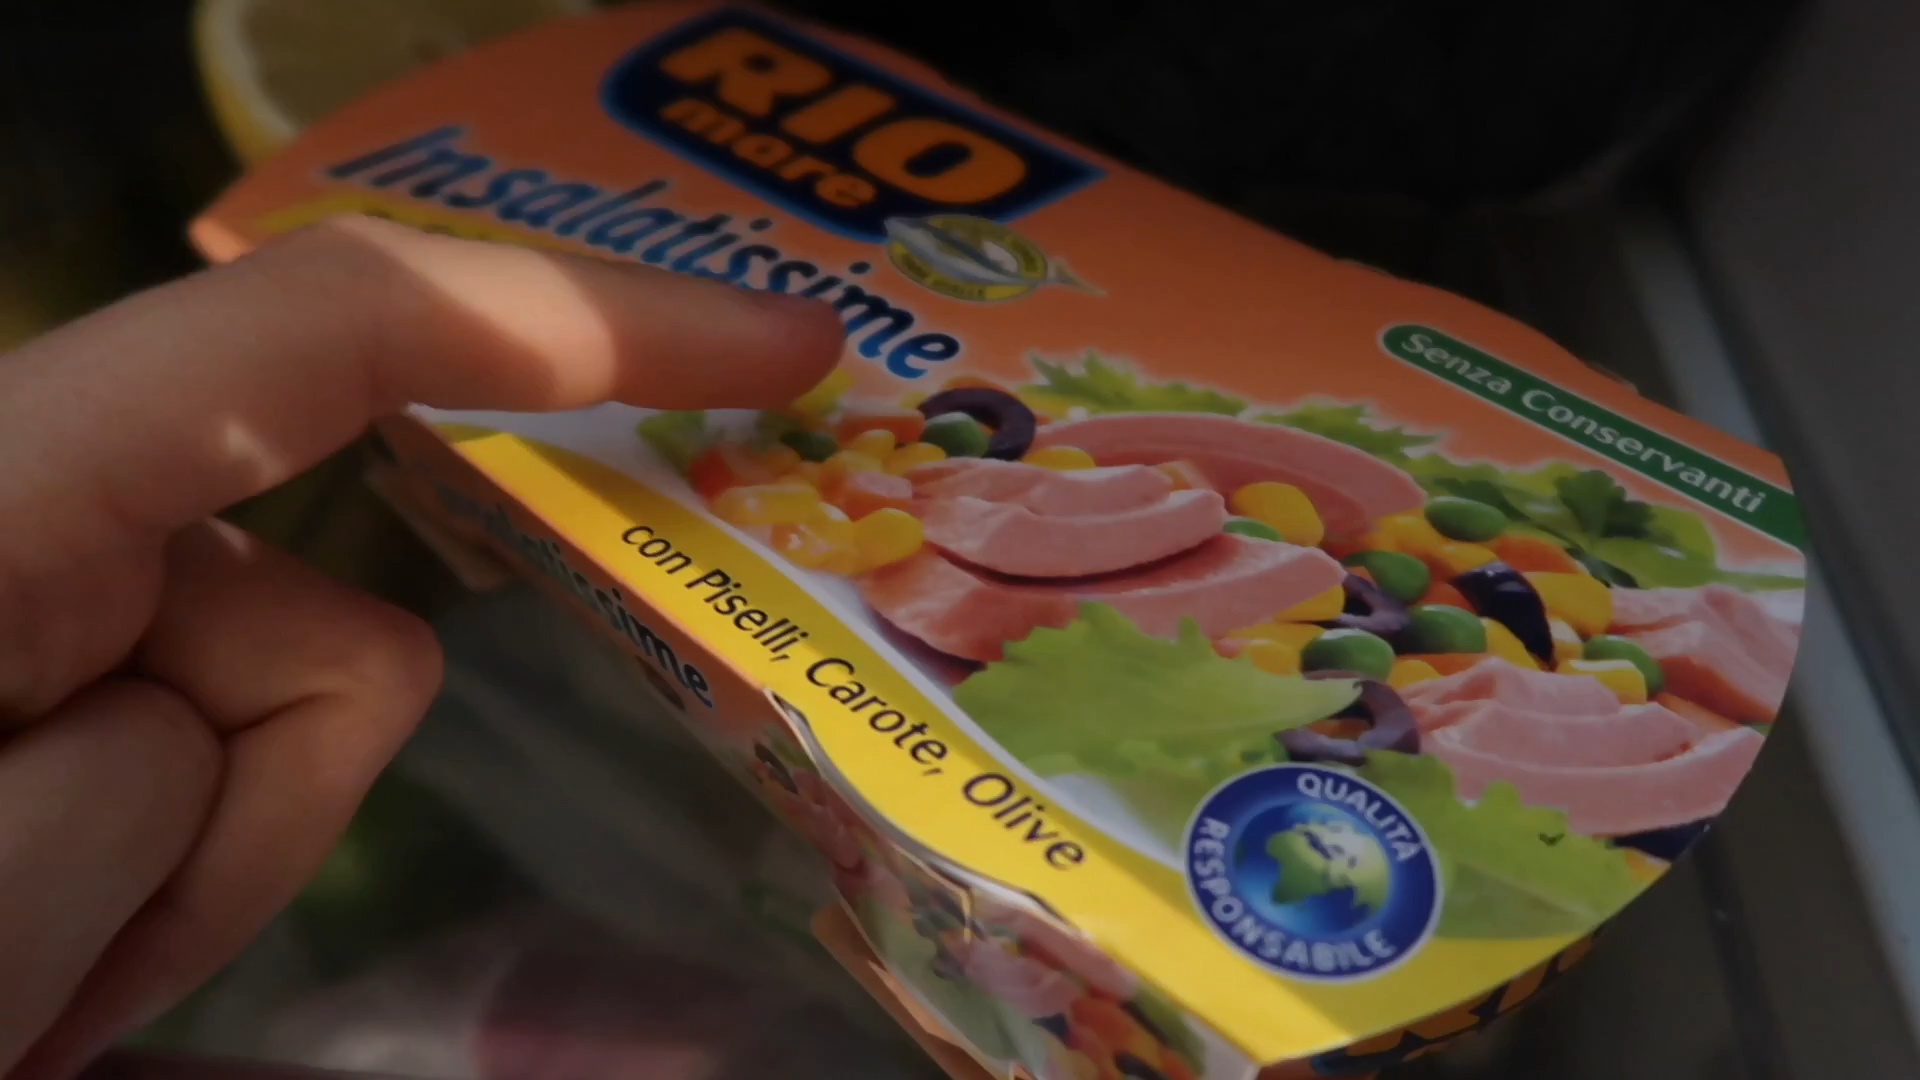 RIO
mare
Insalatissime
Senza Conservanti
con Piselli, Carote, Olive
QUALITÀ
RESPONSABILE